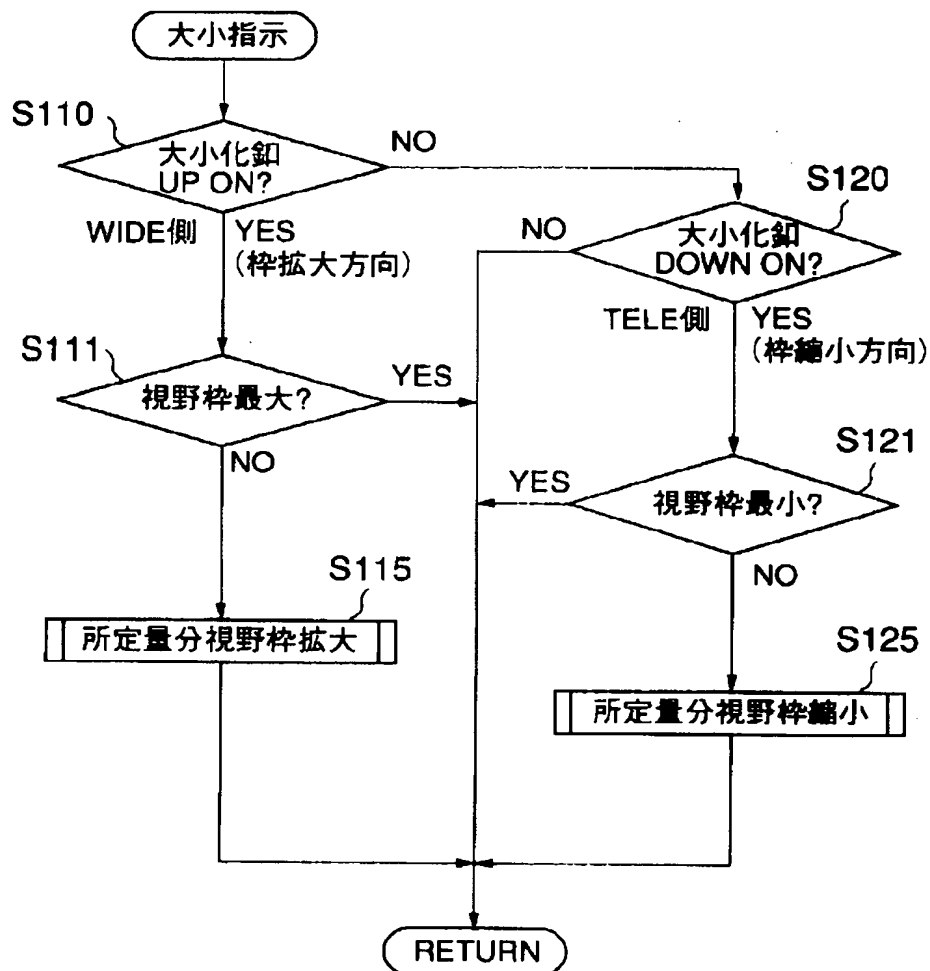 大小指示
S110
大小化釦
UP ON?
NO
S120
大小化釦
DOWN ON?
NO
WIDE側
YES
(枠拡大方向)
TELE側
YES
(枠縮小方向)
S111
視野枠最大?
YES
NO
S121
視野枠最小?
YES
NO
S115
所定量分視野枠拡大
S125
所定量分視野枠縮小
RETURN